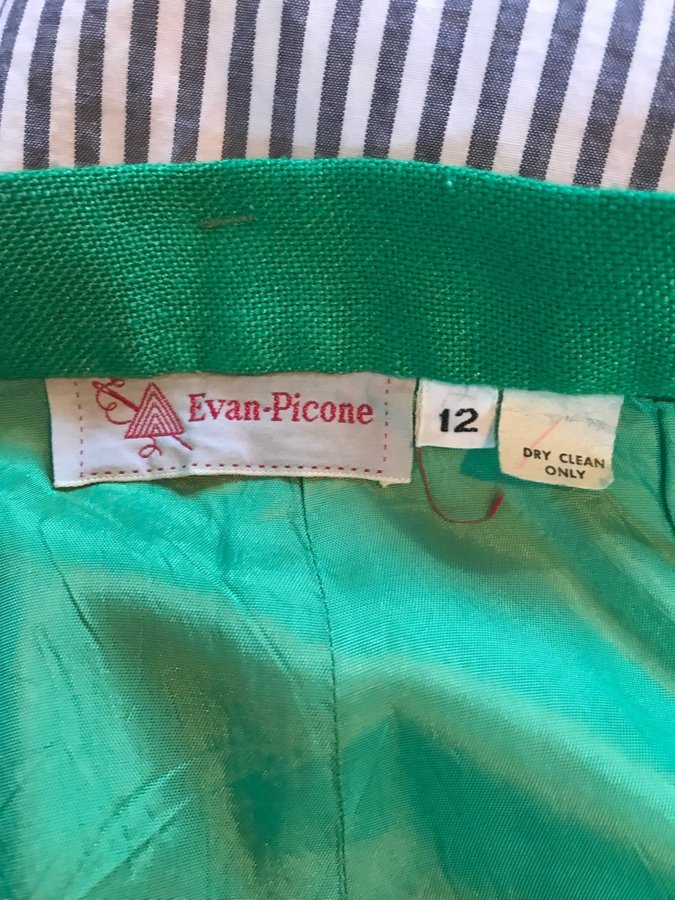 Evan-Picone
12
DRY CLEAN
ONLY